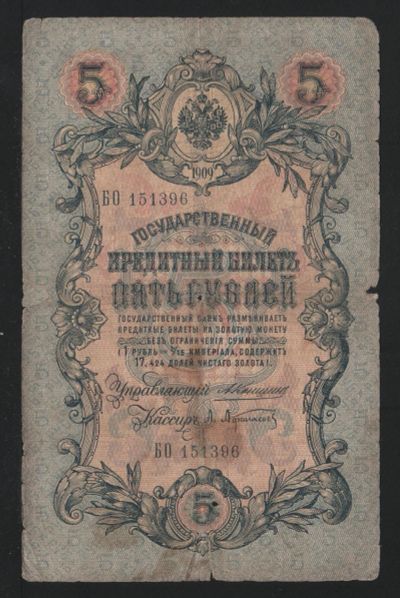 5 5
1909
БО 151396
ГОСУДАРСТВЕННЫЙ
КРЕДИТНЫЙ БИЛЕТЪ
ПЯТЬ РУБЛЕЙ
ГОСУДАРСТВЕННЫЙ БАНКЪ РАЗМѢНИВАЕТЪ
КРЕДИТНЫЕ БИЛЕТЫ НА ЗОЛОТУЮ МОНЕТУ
БЕЗЪ ОГРАНИЧЕНІЯ СУММЫ
(1 РУБЛЬ = 1/15 ИМПЕРІАЛА, СОДЕРЖИТЪ
17,424 ДОЛЕЙ ЧИСТАГО ЗОЛОТА).
Управляющій
Кассиръ
БО 151396
5